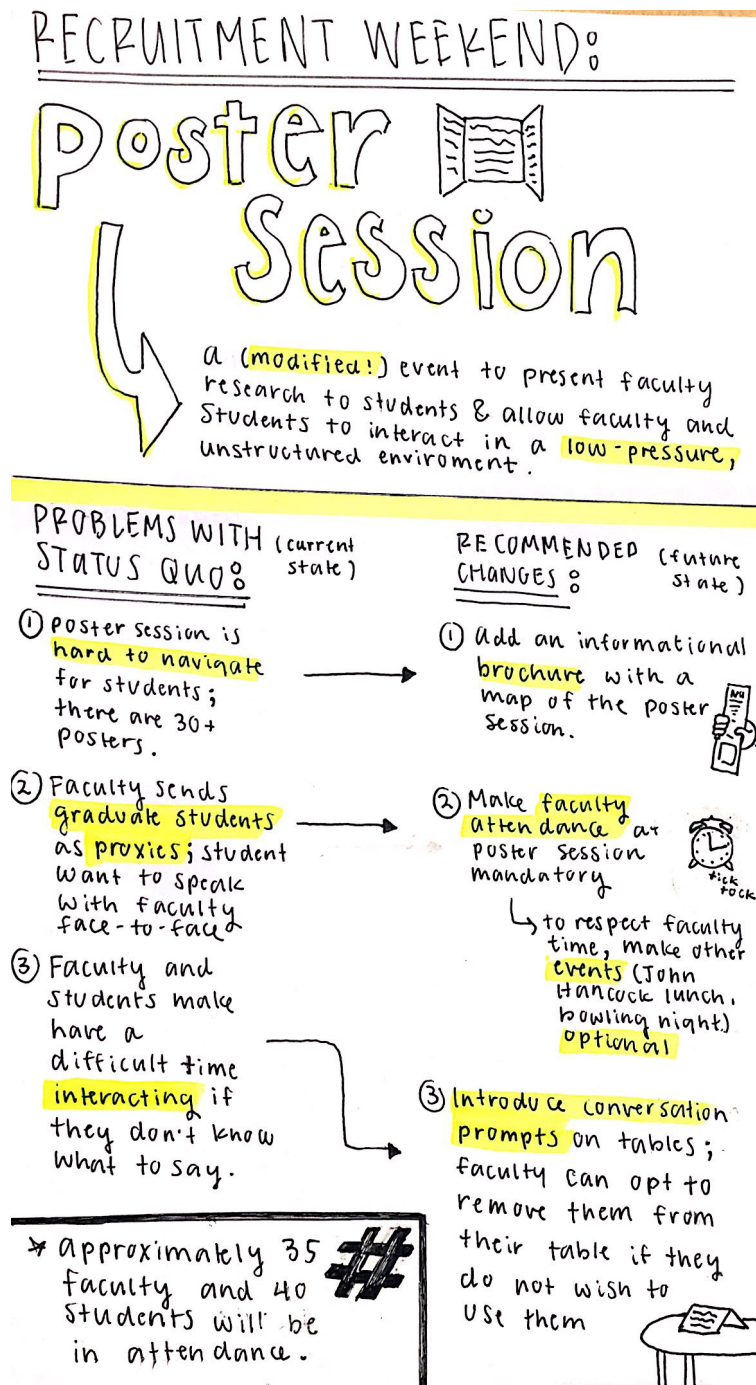 RECRUITMENT WEEKEND:
poster
session
a (modified!) event to present faculty
research to students & allow faculty and
students to interact in a low-pressure,
unstructured enviroment.
PROBLEMS WITH (current
STATUS QUO: state)
① poster session is
hard to navigate
for students;
there are 30+
posters.
② Faculty sends
graduate students
as proxies; student
want to speak
with faculty
face-to-face
③ Faculty and
students make
have a
difficult time
interacting if
they don't know
what to say.
* approximately 35
faculty and 40
students will be
in attendance.
#
RECOMMENDED (future
CHANGES: state)
① add an informational
brochure with a
map of the poster
session.
② Make faculty
attendance at
poster session
mandatory
tick
tock
to respect faculty
time, make other
events (John
Hancock lunch,
bowling night)
optional
③ Introduce conversation
prompts on tables;
faculty can opt to
remove them from
their table if they
do not wish to
use them